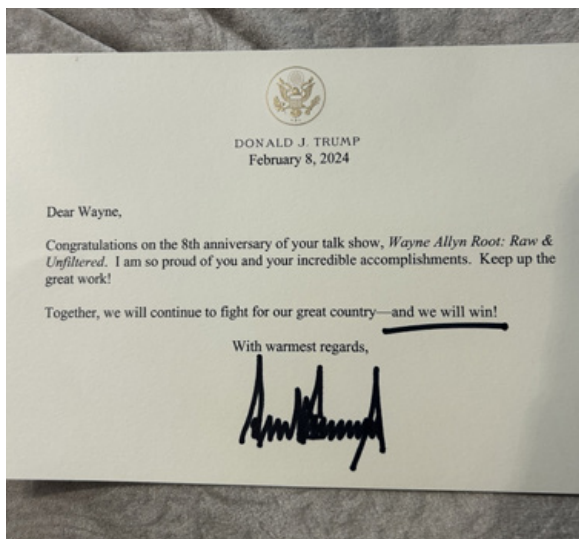 DONALD J. TRUMP
February 8, 2024
Dear Wayne,
Congratulations on the 8th anniversary of your talk show, Wayne Allyn Root: Raw &
Unfiltered. I am so proud of you and your incredible accomplishments. Keep up the
great work!
Together, we will continue to fight for our great country—and we will win!
With warmest regards,